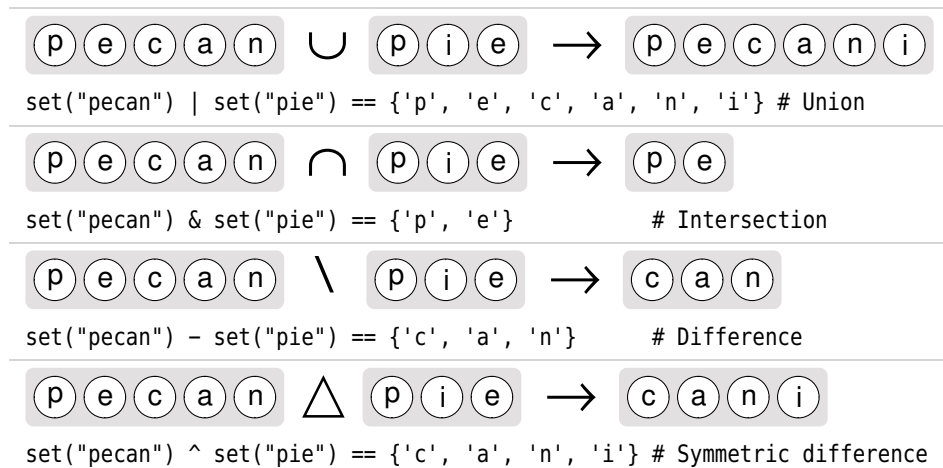 p e c a n ∪ p i e → p e c a n i
set("pecan") | set("pie") == {'p', 'e', 'c', 'a', 'n', 'i'} # Union
p e c a n ∩ p i e → p e
set("pecan") & set("pie") == {'p', 'e'} # Intersection
p e c a n \ p i e → c a n
set("pecan") − set("pie") == {'c', 'a', 'n'} # Difference
p e c a n △ p i e → c a n i
set("pecan") ^ set("pie") == {'c', 'a', 'n', 'i'} # Symmetric difference